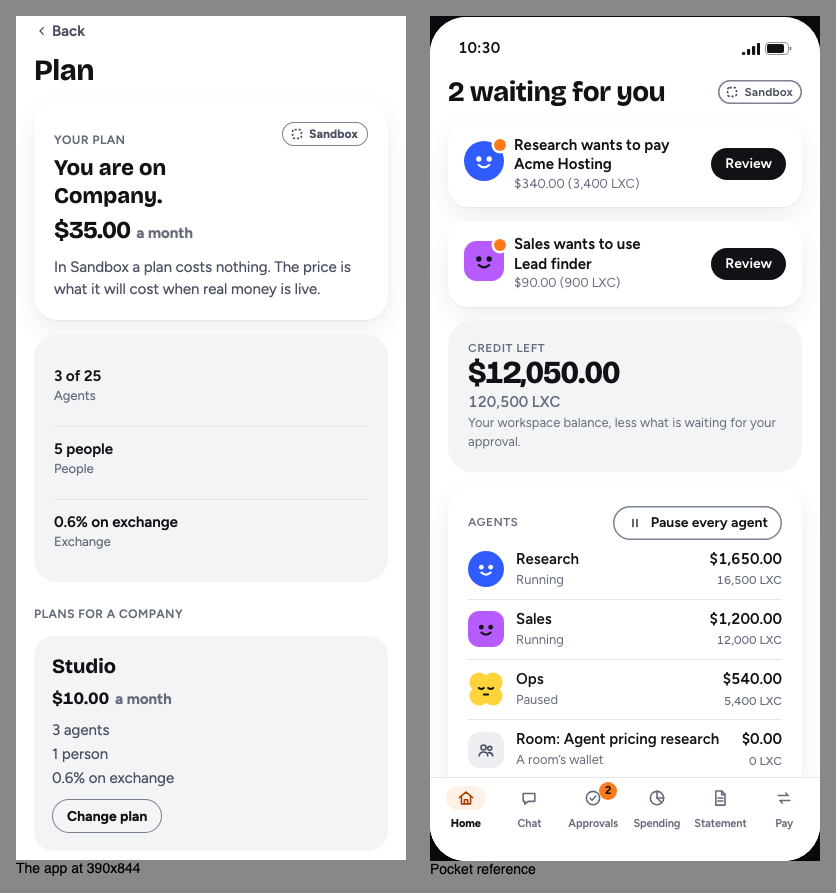 Back
Plan
YOUR PLAN
Sandbox
You are on
Company.
$35.00 a month
In Sandbox a plan costs nothing. The price is
what it will cost when real money is live.
3 of 25
Agents
5 people
People
0.6% on exchange
Exchange
PLANS FOR A COMPANY
Studio
$10.00 a month
3 agents
1 person
0.6% on exchange
Change plan
The app at 390x844
10:30
2 waiting for you
Sandbox
Research wants to pay
Acme Hosting
$340.00 (3,400 LXC)
Review
Sales wants to use
Lead finder
$90.00 (900 LXC)
Review
CREDIT LEFT
$12,050.00
120,500 LXC
Your workspace balance, less what is waiting for your
approval.
AGENTS
Pause every agent
Research $1,650.00
Running 16,500 LXC
Sales $1,200.00
Running 12,000 LXC
Ops $540.00
Paused 5,400 LXC
Room: Agent pricing research $0.00
A room's wallet 0 LXC
2
Home Chat Approvals Spending Statement Pay
Pocket reference